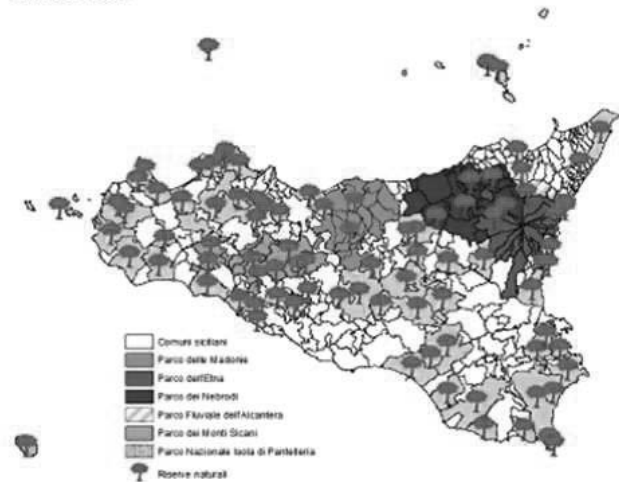 Comuni siciliani
Parco delle Madonie
Parco dell'Etna
Parco dei Nebrodi
Parco Fluviale dell'Alcantera
Parco dei Monti Sicani
Parco Nazionale Isola di Pantelleria
Riserve naturali